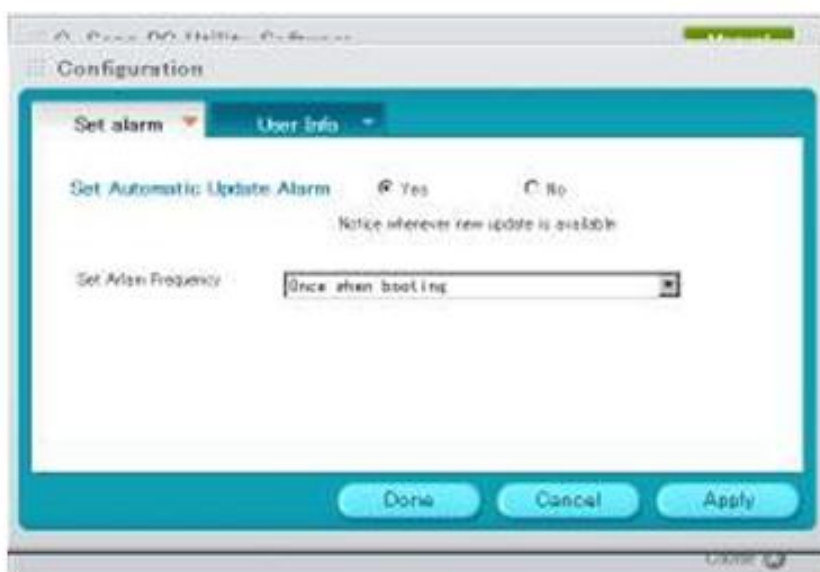 Configuration
Set alarm User Info
Set Automatic Update Alarm Yes No
Notice wherever new update is available
Set Arlam Frequency Once when booting
Done Cancel Apply